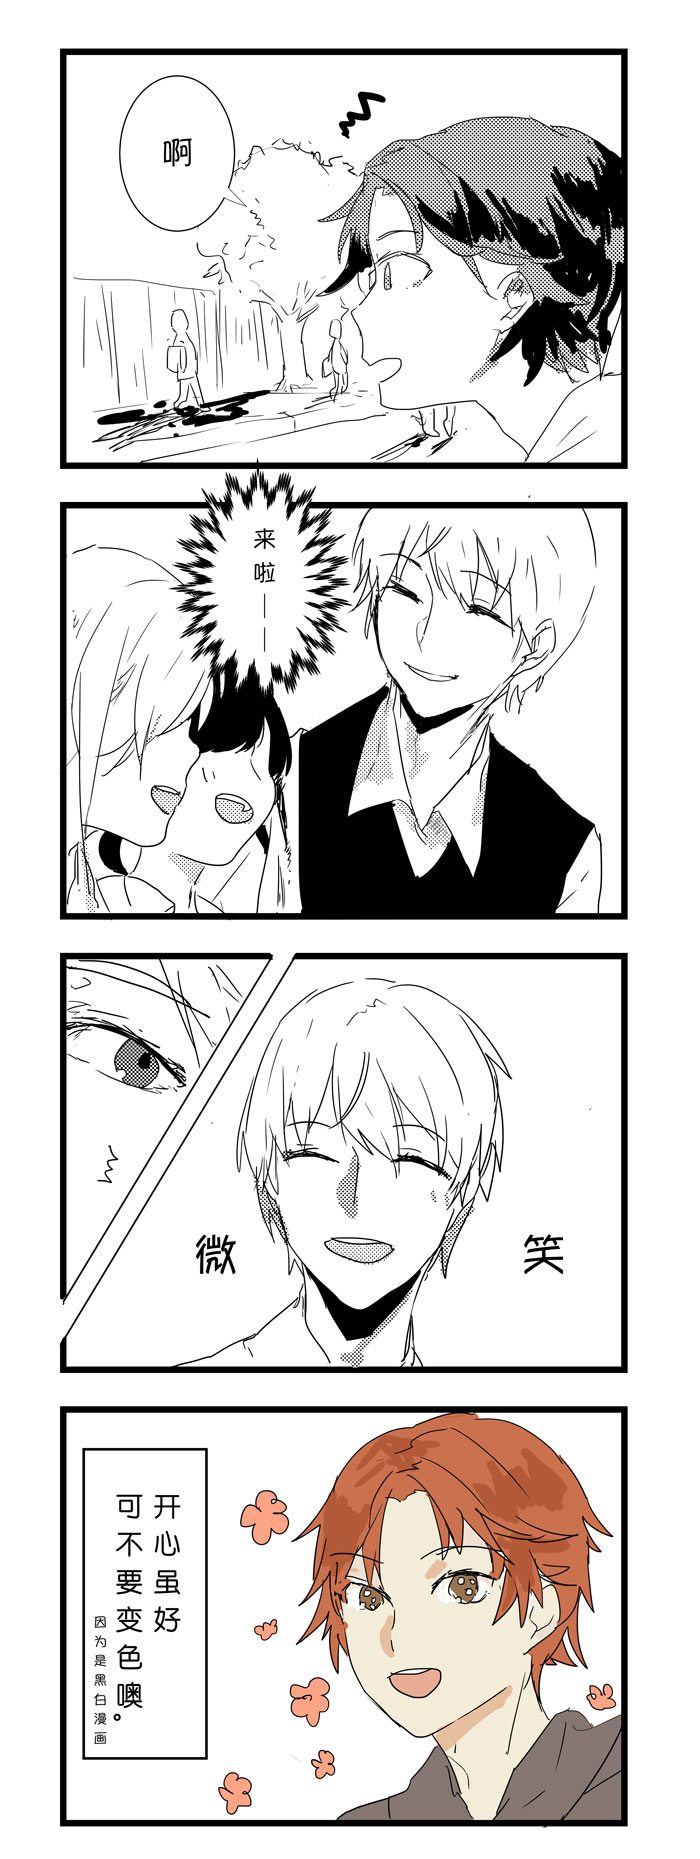 啊
来啦——
微笑
开心虽好
可不要变色噢。
因为是黑白漫画